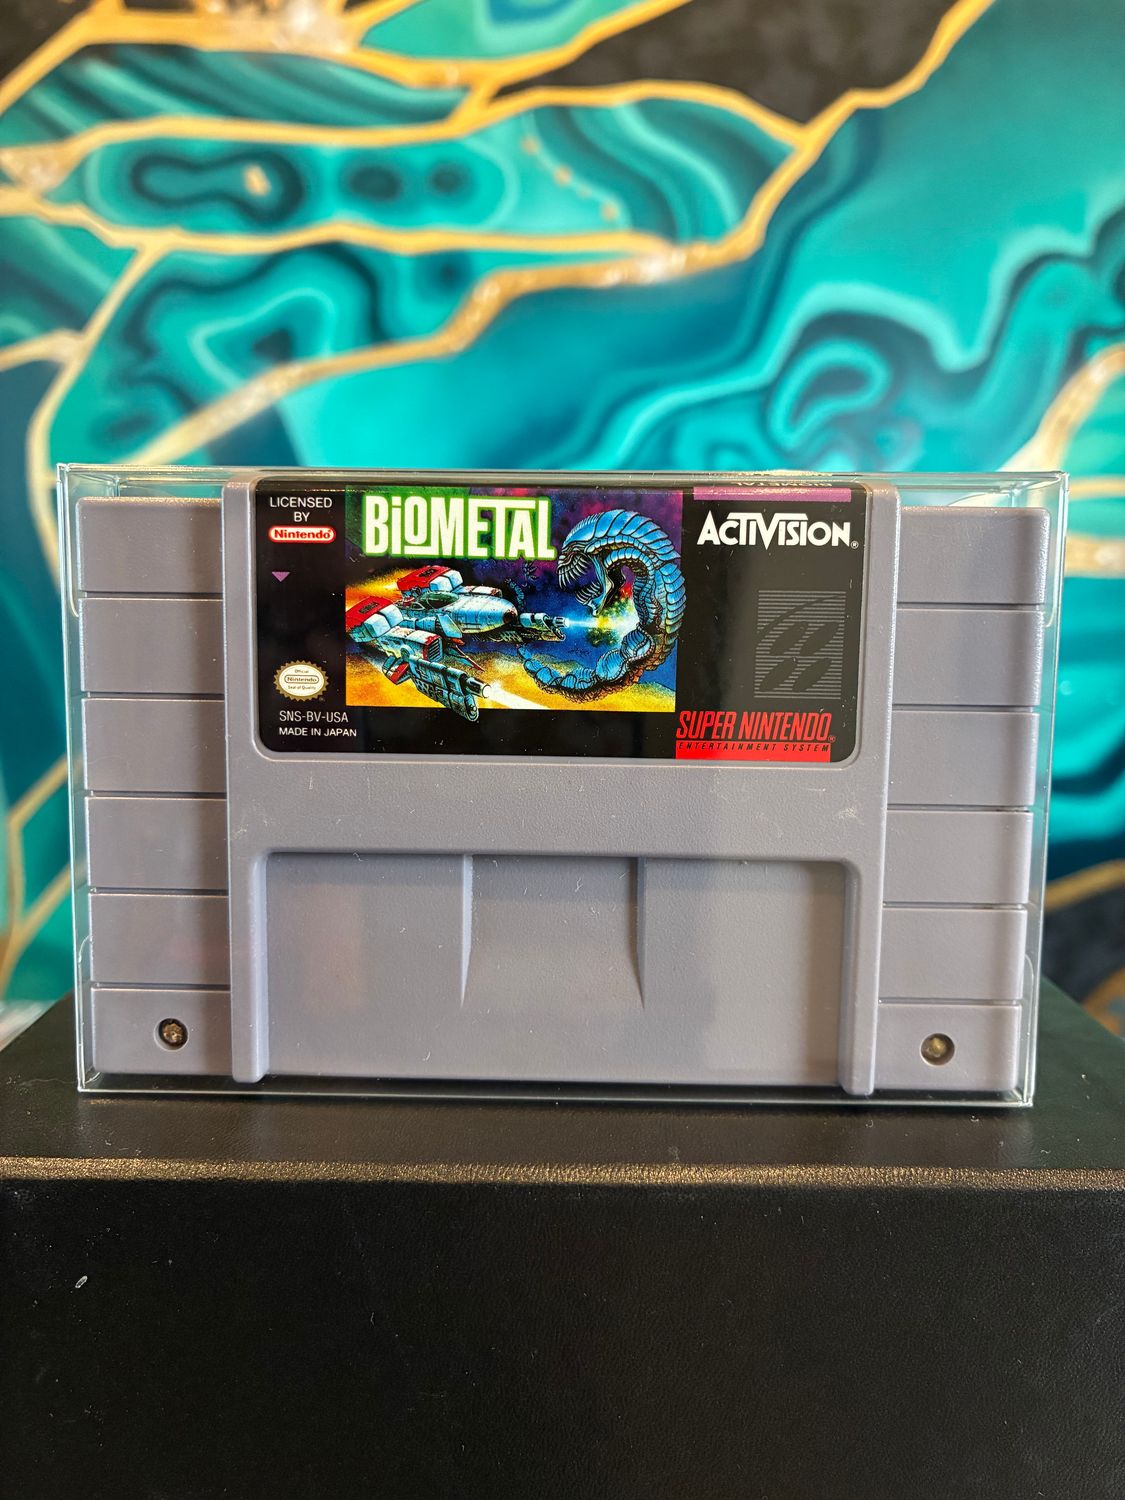 LICENSED
BY
Nintendo®
BiOMETAL
ACTIVISION®
BIOMETAL
Official
Nintendo
Seal of Quality
SNS-BV-USA
MADE IN JAPAN
SUPER NINTENDO®
ENTERTAINMENT SYSTEM